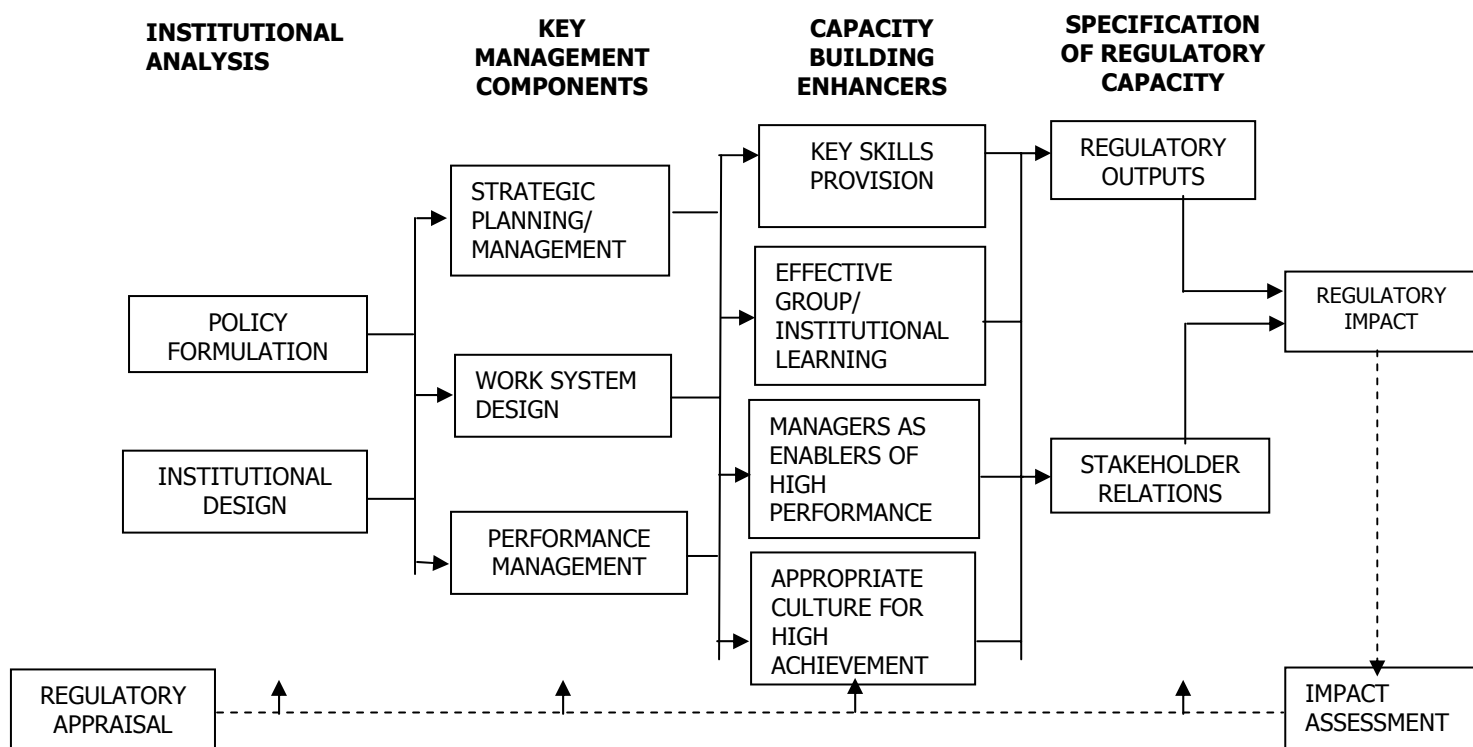 INSTITUTIONAL
ANALYSIS
KEY
MANAGEMENT
COMPONENTS
CAPACITY
BUILDING
ENHANCERS
SPECIFICATION
OF REGULATORY
CAPACITY
POLICY
FORMULATION
INSTITUTIONAL
DESIGN
STRATEGIC
PLANNING/
MANAGEMENT
WORK SYSTEM
DESIGN
PERFORMANCE
MANAGEMENT
KEY SKILLS
PROVISION
EFFECTIVE
GROUP/
INSTITUTIONAL
LEARNING
MANAGERS AS
ENABLERS OF
HIGH
PERFORMANCE
APPROPRIATE
CULTURE FOR
HIGH
ACHIEVEMENT
REGULATORY
OUTPUTS
STAKEHOLDER
RELATIONS
REGULATORY
IMPACT
REGULATORY
APPRAISAL
IMPACT
ASSESSMENT